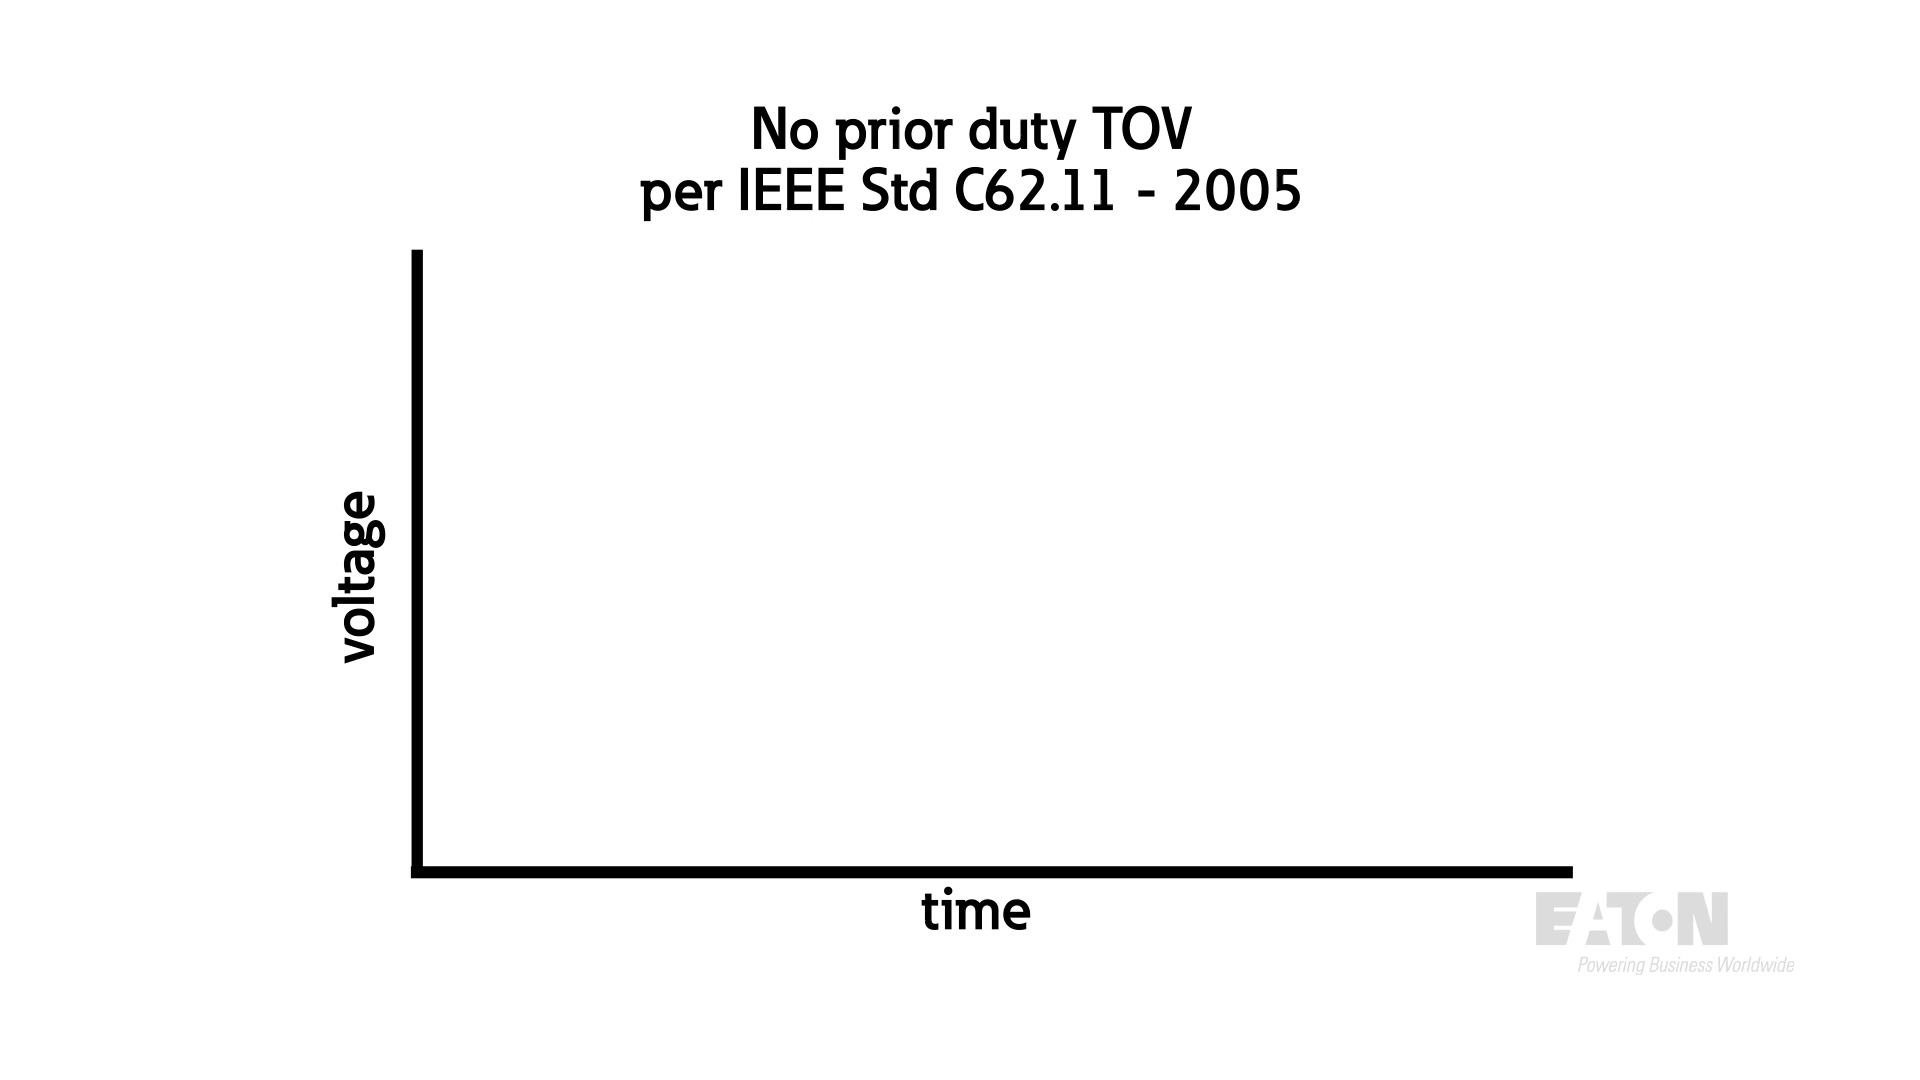 No prior duty TOV
per IEEE Std C62.11 - 2005
voltage
time
EATON
Powering Business Worldwide